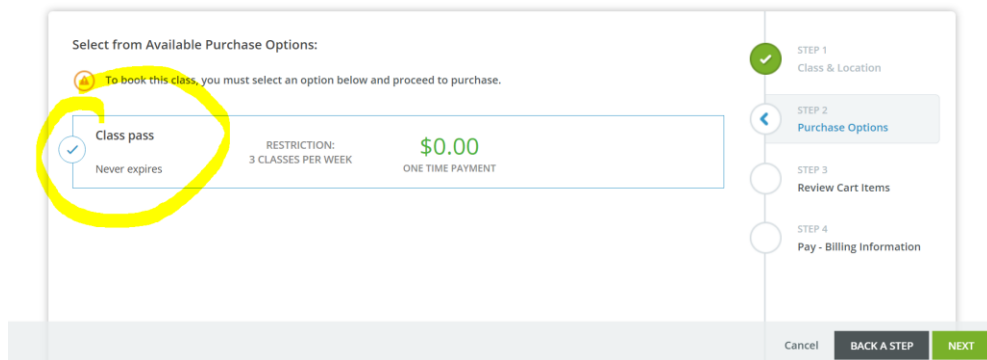 Select from Available Purchase Options:
To book this class, you must select an option below and proceed to purchase.
Class pass
Never expires
RESTRICTION:
3 CLASSES PER WEEK
$0.00
ONE TIME PAYMENT
STEP 1
Class & Location
STEP 2
Purchase Options
STEP 3
Review Cart Items
STEP 4
Pay - Billing Information
Cancel
BACK A STEP
NEXT